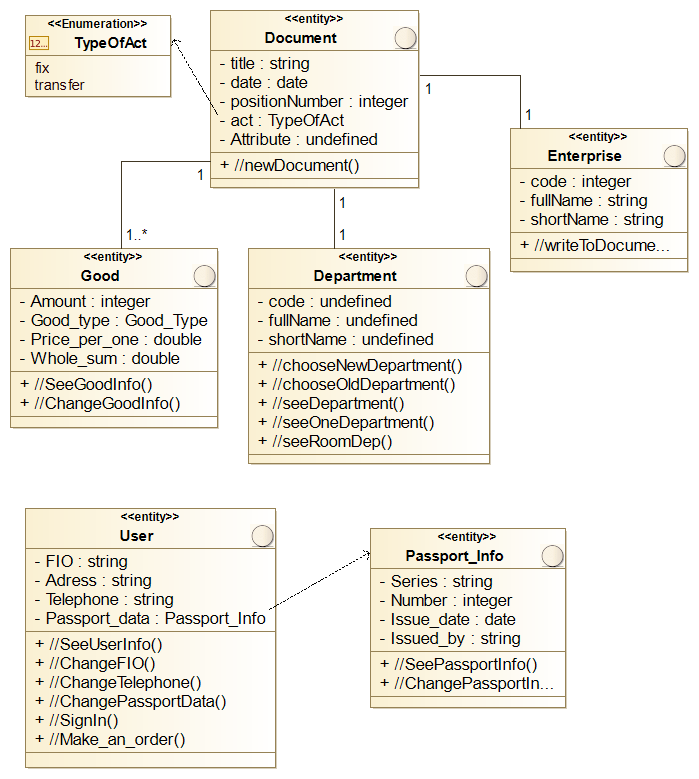 <<Enumeration>>
12...
TypeOfAct
fix
transfer
<<entity>>
Document
- title : string
- date : date
- positionNumber : integer
- act : TypeOfAct
- Attribute : undefined
+ //newDocument()
1
1
<<entity>>
Enterprise
- code : integer
- fullName : string
- shortName : string
+ //writeToDocume...
1
1..*
1
1
<<entity>>
Good
- Amount : integer
- Good_type : Good_Type
- Price_per_one : double
- Whole_sum : double
+ //SeeGoodInfo()
+ //ChangeGoodInfo()
<<entity>>
Department
- code : undefined
- fullName : undefined
- shortName : undefined
+ //chooseNewDepartment()
+ //chooseOldDepartment()
+ //seeDepartment()
+ //seeOneDepartment()
+ //seeRoomDep()
<<entity>>
User
- FIO : string
- Adress : string
- Telephone : string
- Passport_data : Passport_Info
+ //SeeUserInfo()
+ //ChangeFIO()
+ //ChangeTelephone()
+ //ChangePassportData()
+ //SignIn()
+ //Make_an_order()
<<entity>>
Passport_Info
- Series : string
- Number : integer
- Issue_date : date
- Issued_by : string
+ //SeePassportInfo()
+ //ChangePassportIn...